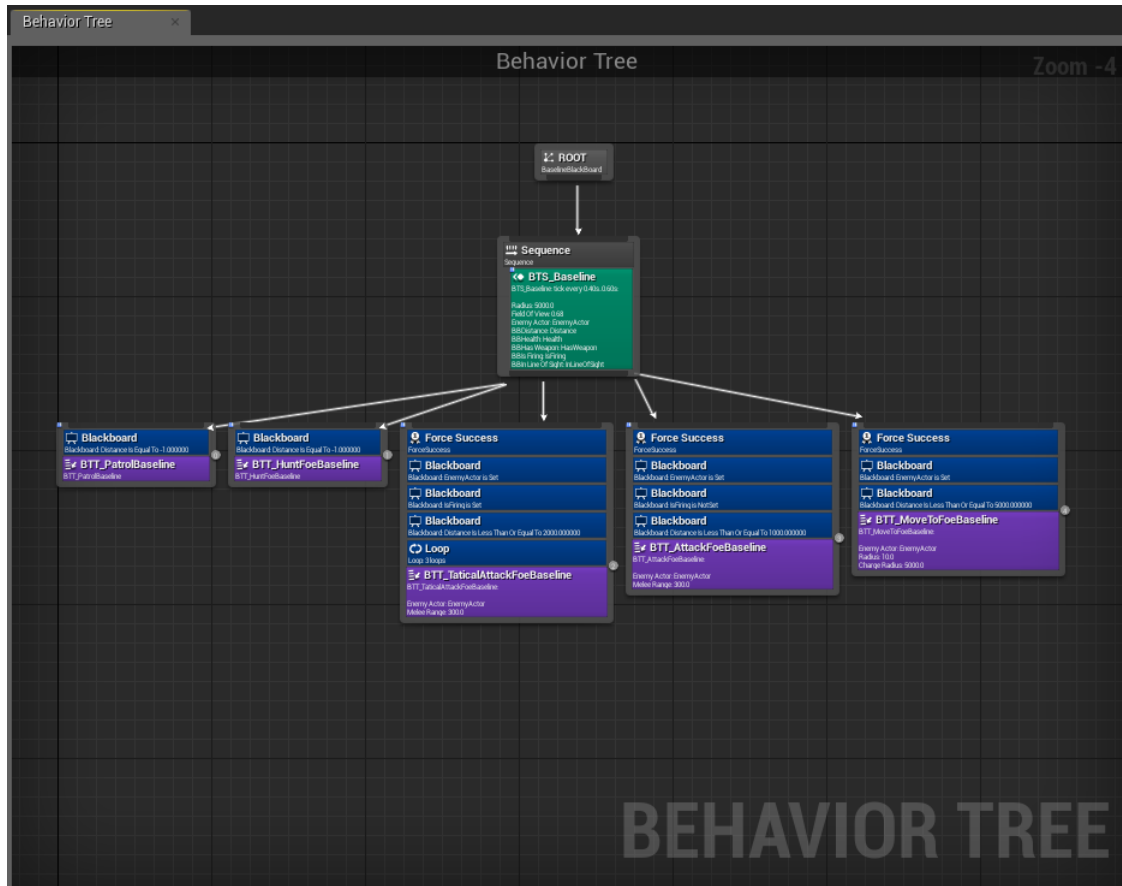 Behavior Tree
Behavior Tree
Zoom -4
ROOT
BaselineBlackBoard
Sequence
Sequence
BTS_Baseline
BTS_Baseline: tick every 0.40s..0.60s
Radius: 5000.0
Field Of View: 0.68
Enemy Actor: EnemyActor
BBDistance: Distance
BBHealth: Health
BBHas Weapon: HasWeapon
BBIs Firing: IsFiring
BBIn Line Of Sight: InLineOfSight
Blackboard
Blackboard: Distance Is Equal To -1.000000
BTT_PatrolBaseline
BTT_PatrolBaseline
Blackboard
Blackboard: Distance Is Equal To -1.000000
BTT_HuntFoeBaseline
BTT_HuntFoeBaseline
Force Success
ForceSuccess
Blackboard
Blackboard: EnemyActor is Set
Blackboard
Blackboard: IsFiring is Set
Blackboard
Blackboard: Distance Is Less Than Or Equal To 2000.000000
Loop
Loop: 3 loops
BTT_TaticalAttackFoeBaseline
BTT_TaticalAttackFoeBaseline
Enemy Actor: EnemyActor
Melee Range: 300.0
Force Success
ForceSuccess
Blackboard
Blackboard: EnemyActor is Set
Blackboard
Blackboard: IsFiring is NotSet
Blackboard
Blackboard: Distance Is Less Than Or Equal To 1000.000000
BTT_AttackFoeBaseline
BTT_AttackFoeBaseline
Enemy Actor: EnemyActor
Melee Range: 300.0
Force Success
ForceSuccess
Blackboard
Blackboard: EnemyActor is Set
Blackboard
Blackboard: Distance Is Less Than Or Equal To 5000.000000
BTT_MoveToFoeBaseline
BTT_MoveToFoeBaseline
Enemy Actor: EnemyActor
Radius: 10.0
Charge Radius: 5000.0
BEHAVIOR TREE